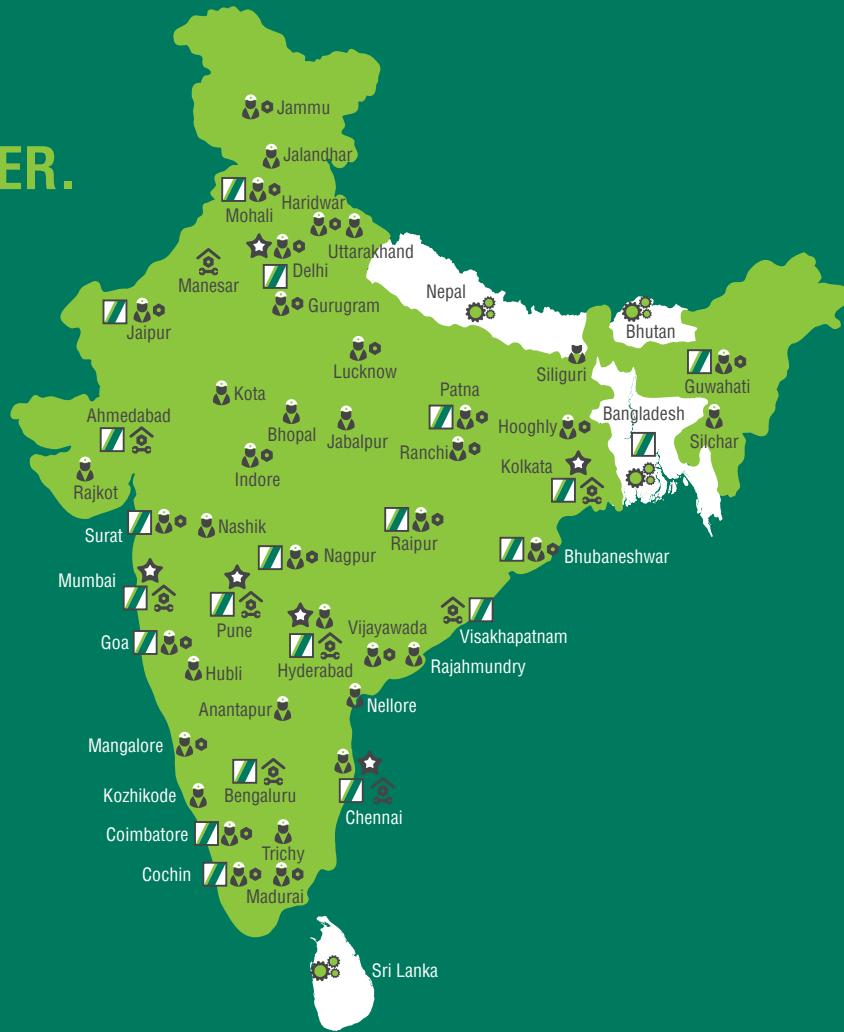 ER.
Jammu
Jalandhar
Haridwar
Mohali
Uttarakhand
Delhi
Manesar
Nepal
Gurugram
Jaipur
Bhutan
Lucknow
Siliguri
Guwahati
Kota
Patna
Ahmedabad
Bangladesh
Bhopal
Jabalpur
Hooghly
Silchar
Ranchi
Kolkata
Indore
Rajkot
Surat
Nashik
Raipur
Nagpur
Bhubaneshwar
Mumbai
Pune
Vijayawada
Visakhapatnam
Goa
Hyderabad
Rajahmundry
Hubli
Anantapur
Nellore
Mangalore
Kozhikode
Bengaluru
Chennai
Coimbatore
Trichy
Cochin
Madurai
Sri Lanka